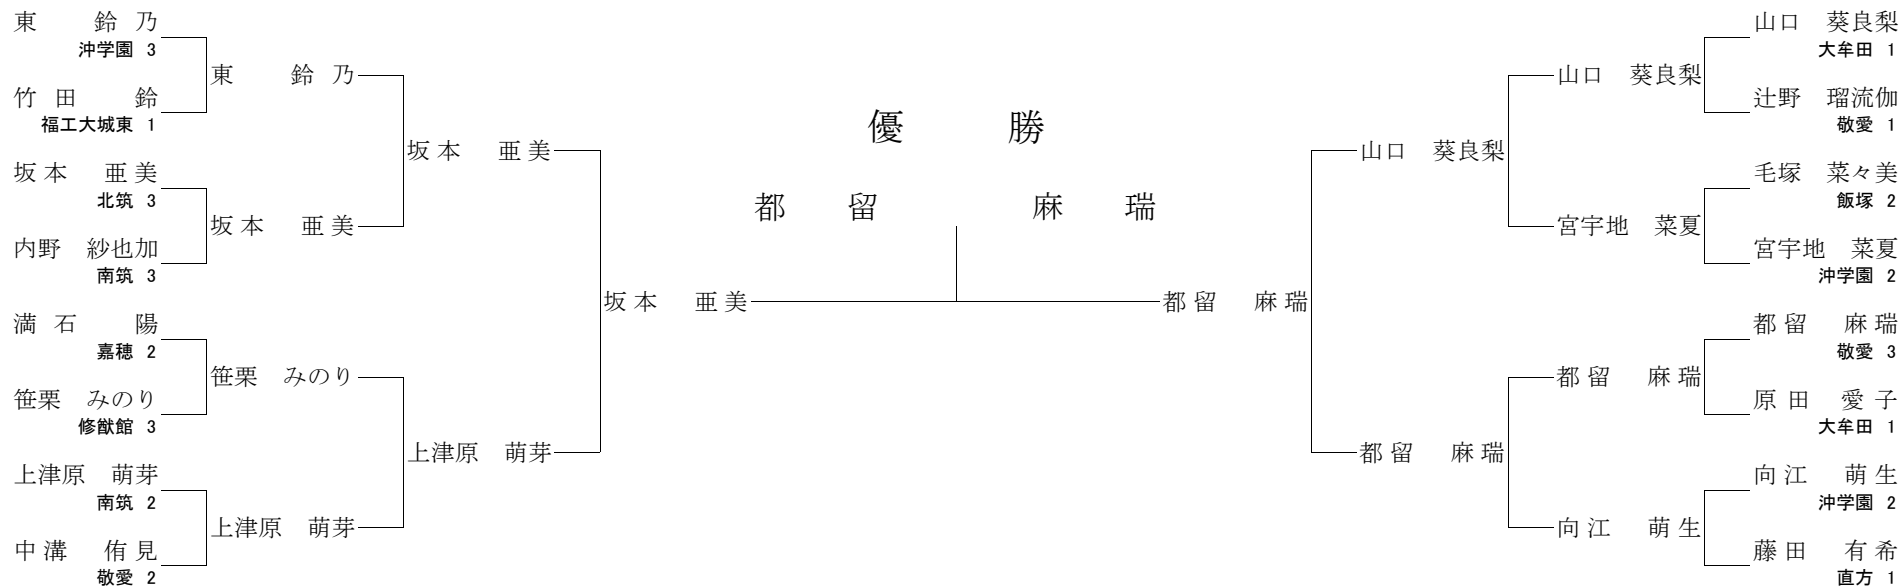 東 鈴乃
沖学園 3
竹田 鈴
福工大城東 1
坂本 亜美
北筑 3
内野 紗也加
南筑 3
満石 陽
嘉穂 2
笹栗 みのり
修猷館 3
上津原 萌芽
南筑 2
中溝 侑見
敬愛 2
東 鈴乃
坂本 亜美
笹栗 みのり
上津原 萌芽
坂本 亜美
上津原 萌芽
坂本 亜美
優勝
都留 麻瑞
都留 麻瑞
山口 葵良梨
都留 麻瑞
山口 葵良梨
宮宇地 菜夏
都留 麻瑞
向江 萌生
山口 葵良梨
大牟田 1
辻野 瑠流伽
敬愛 1
毛塚 菜々美
飯塚 2
宮宇地 菜夏
沖学園 2
都留 麻瑞
敬愛 3
原田 愛子
大牟田 1
向江 萌生
沖学園 2
藤田 有希
直方 1